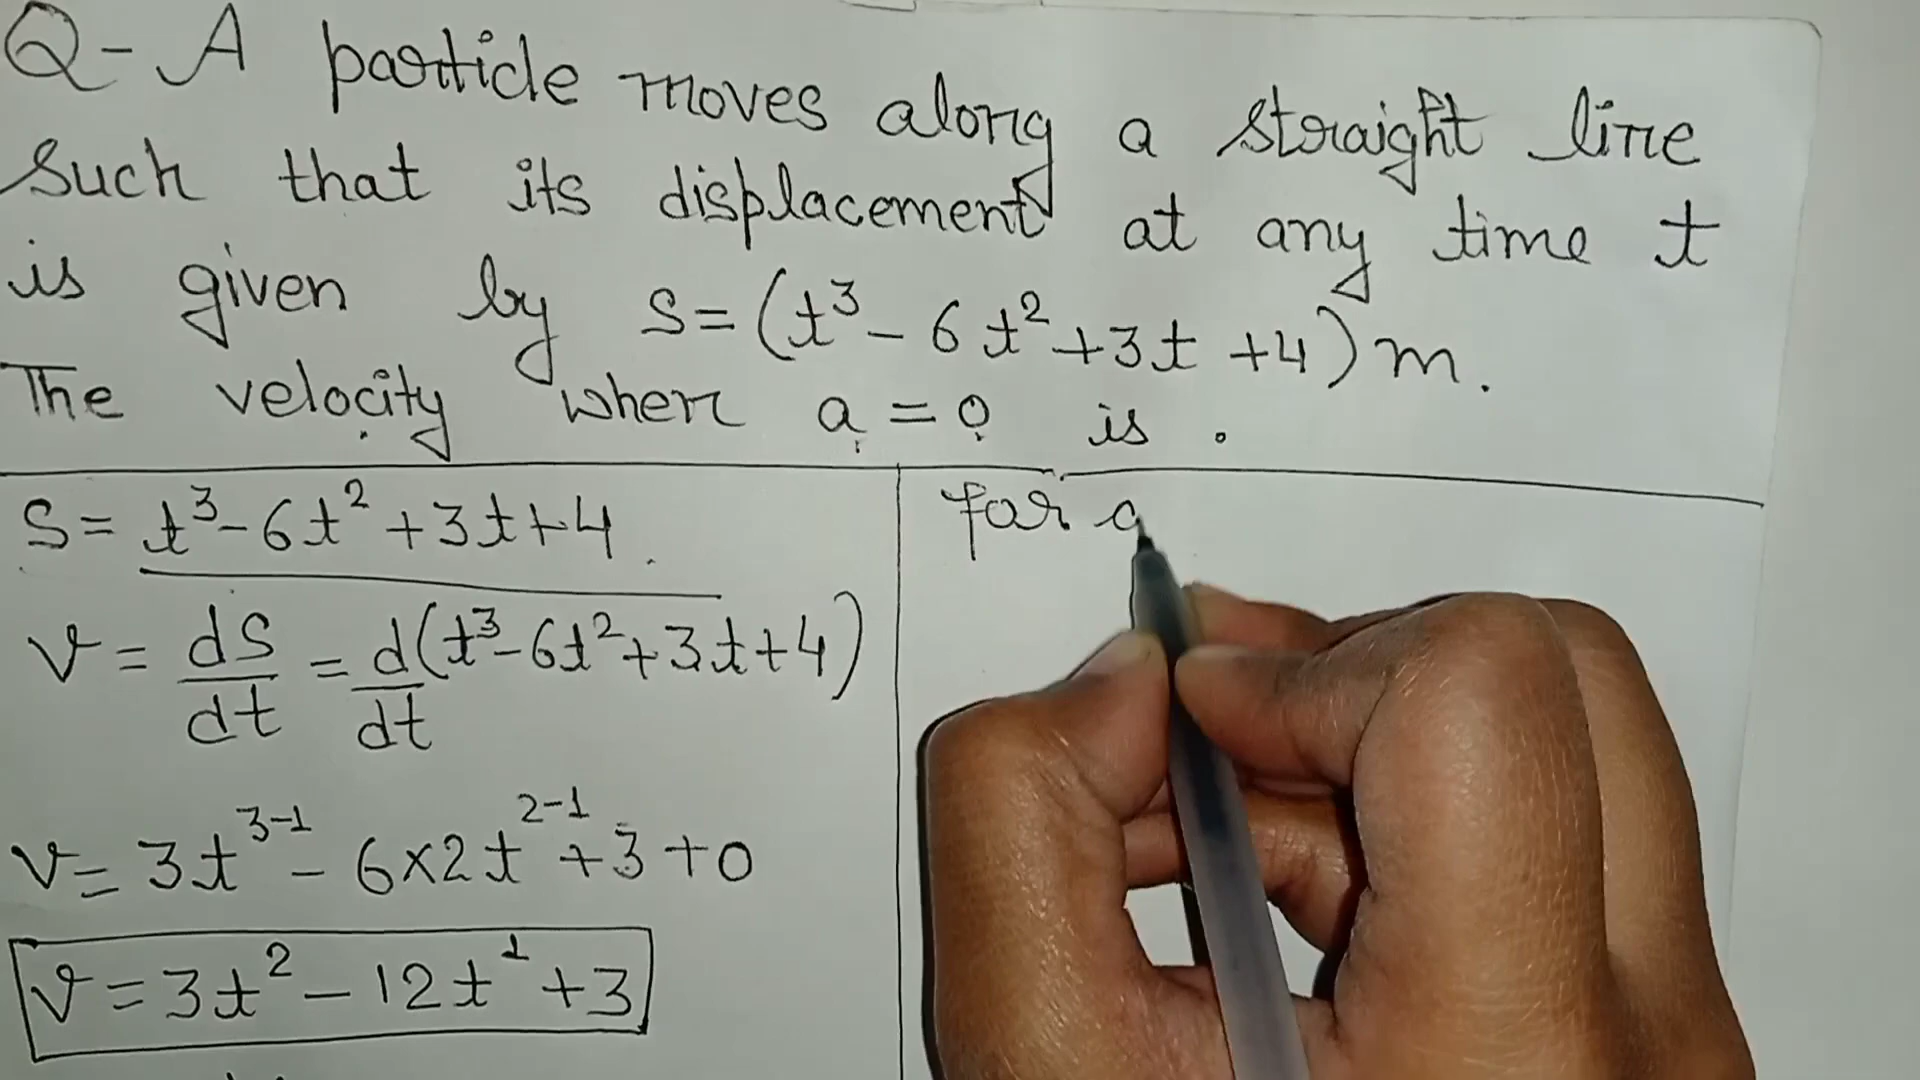 Q- A particle moves along a straight line
such that its displacement at any time t
is given by S=(t³-6t²+3t+4)m.
The velocity when a=0 is .
S= t³-6t²+3t+4
v = dS/dt = d/dt(t³-6t²+3t+4)
v= 3t³⁻¹ - 6×2t²⁻¹+3+0
v=3t²-12t¹+3
for a